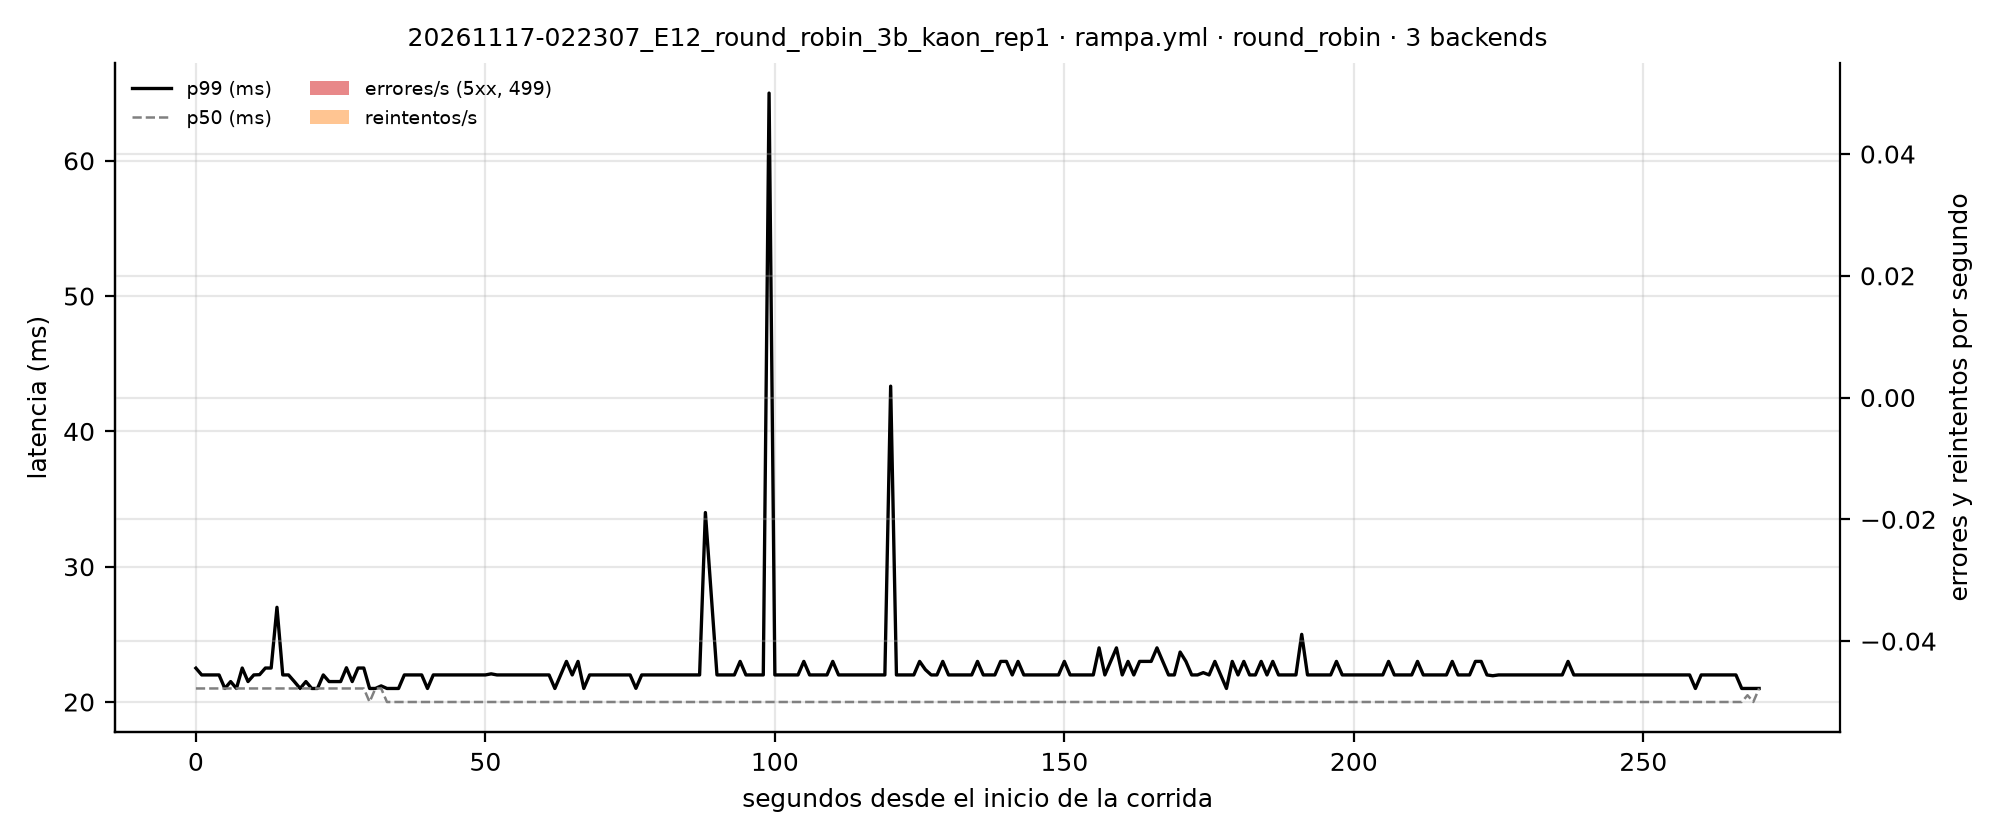 20261117-022307_E12_round_robin_3b_kaon_rep1 · rampa.yml · round_robin · 3 backends
p99 (ms)
p50 (ms)
errores/s (5xx, 499)
reintentos/s
latencia (ms)
60
50
40
30
20
0.04
0.02
0.00
−0.02
−0.04
errores y reintentos por segundo
0
50
100
150
200
250
segundos desde el inicio de la corrida